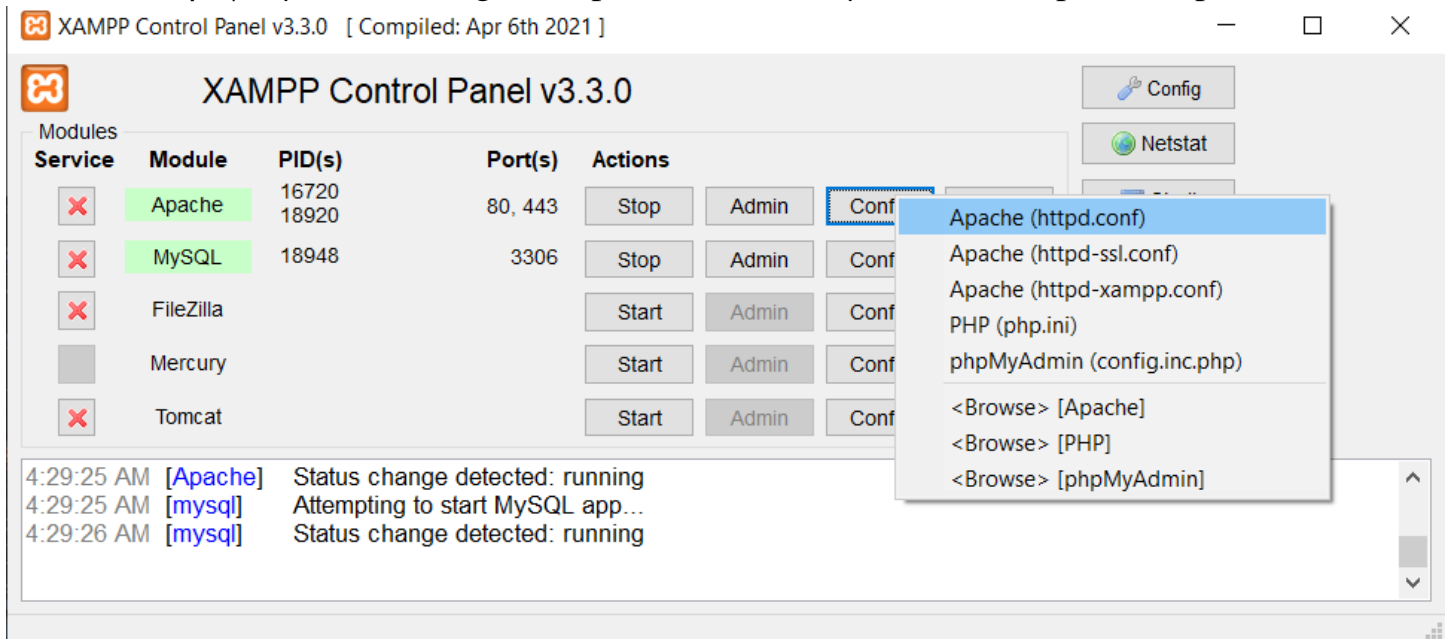 XAMPP Control Panel v3.3.0 [ Compiled: Apr 6th 2021 ]
XAMPP Control Panel v3.3.0
Config
Modules
Service Module PID(s) Port(s) Actions
Netstat
Apache 16720 18920 80, 443 Stop Admin
MySQL 18948 3306 Stop Admin Conf
FileZilla Start Admin Conf
Mercury Start Admin Conf
Tomcat Start Admin Conf
Apache (httpd.conf)
Apache (httpd-ssl.conf)
Apache (httpd-xampp.conf)
PHP (php.ini)
phpMyAdmin (config.inc.php)
<Browse> [Apache]
<Browse> [PHP]
<Browse> [phpMyAdmin]
4:29:25 AM [Apache] Status change detected: running
4:29:25 AM [mysql] Attempting to start MySQL app...
4:29:26 AM [mysql] Status change detected: running